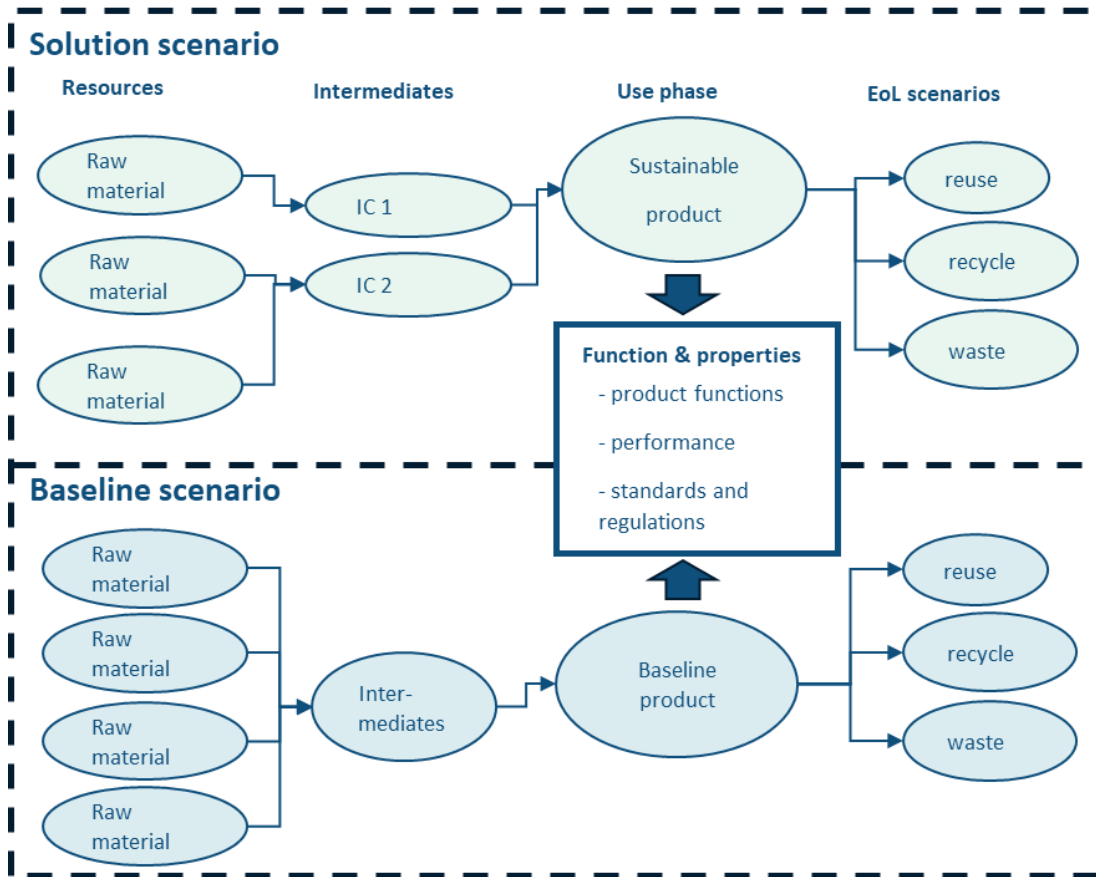 Solution scenario
Resources
Intermediates
Use phase
EoL scenarios
Raw
material
IC 1
Sustainable
product
reuse
Raw
material
IC 2
recycle
Raw
material
waste
Function & properties
- product functions
- performance
- standards and
regulations
Baseline scenario
Raw
material
Raw
material
Raw
material
Raw
material
Inter-
mediates
Baseline
product
reuse
recycle
waste